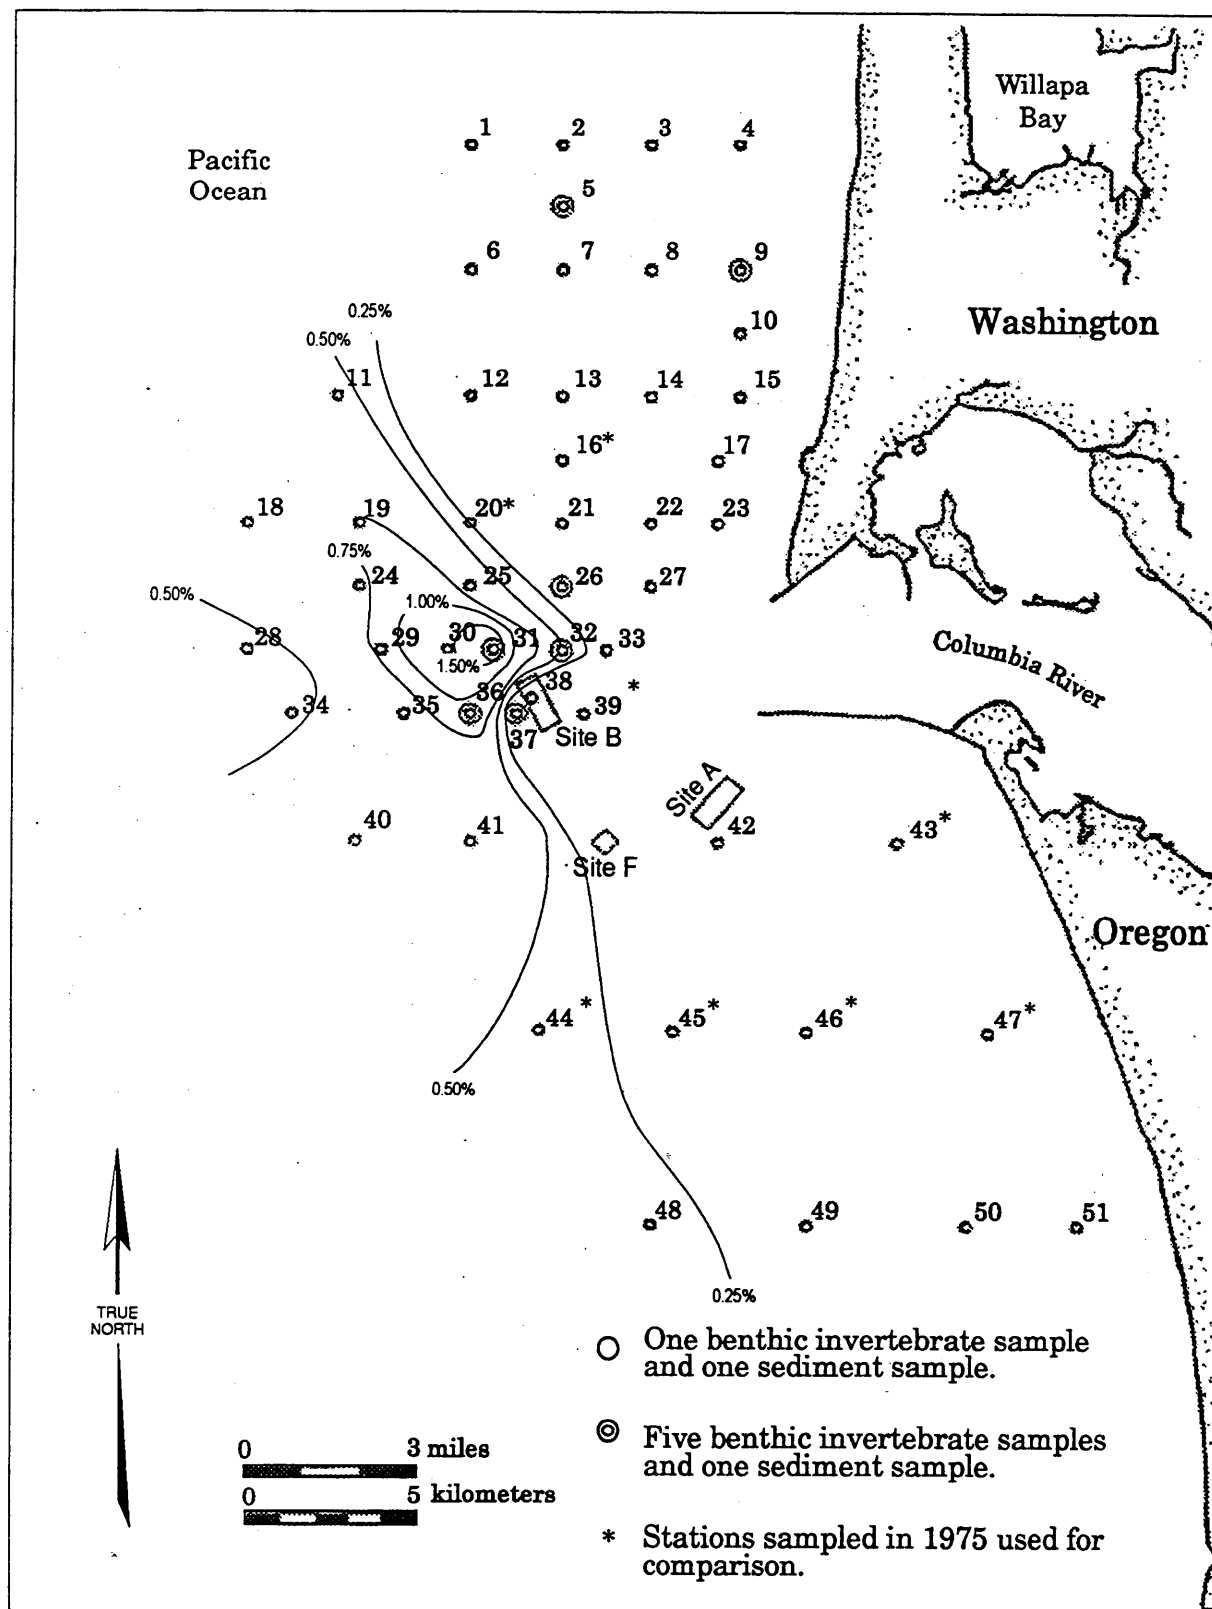 1 2 3 4
Willapa
Bay
Pacific
Ocean
5
6 7 8 9
0.25%
10
Washington
0.50%
11 12 13 14 15
16* 17
18 19 20* 21 22 23
0.75%
24 25 26 27
0.50%
1.00%
28 29 30 31 32 33
Columbia River
1.50%
34 35 36 37 38 39 *
Site B
Site A
40 41 42 43*
Site F
Oregon
44* 45* 46* 47*
0.50%
48 49 50 51
0.25%
TRUE
NORTH
One benthic invertebrate sample
and one sediment sample.
Five benthic invertebrate samples
and one sediment sample.
0 3 miles
0 5 kilometers
* Stations sampled in 1975 used for
comparison.